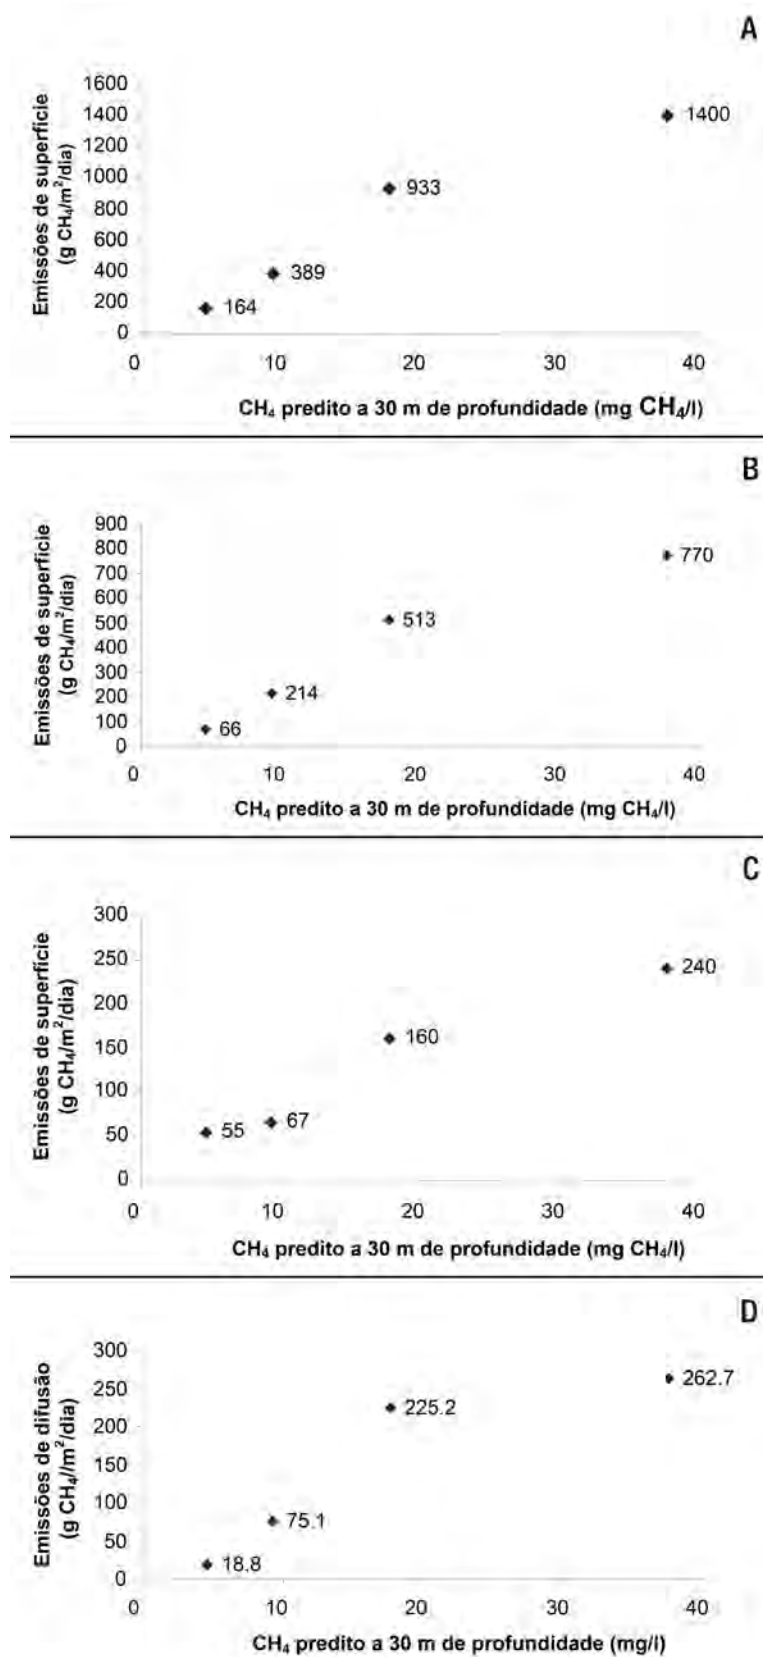 A
Emissões de superfície
(g CH₄/m²/dia)
1600
1400
1200
1000
800
600
400
200
0
1400
933
389
164
0 10 20 30 40
CH₄ predito a 30 m de profundidade (mg CH₄/l)
B
Emissões de superfície
(g CH₄/m²/dia)
900
800
700
600
500
400
300
200
100
0
770
513
214
66
0 10 20 30 40
CH₄ predito a 30 m de profundidade (mg CH₄/l)
C
Emissões de superfície
(g CH₄/m²/dia)
300
250
200
150
100
50
0
240
160
55
67
0 10 20 30 40
CH₄ predito a 30 m de profundidade (mg CH₄/l)
D
Emissões de difusão
(g CH₄//m²/dia)
300
250
200
150
100
50
0
262.7
225.2
75.1
18.8
0 10 20 30 40
CH₄ predito a 30 m de profundidade (mg/l)